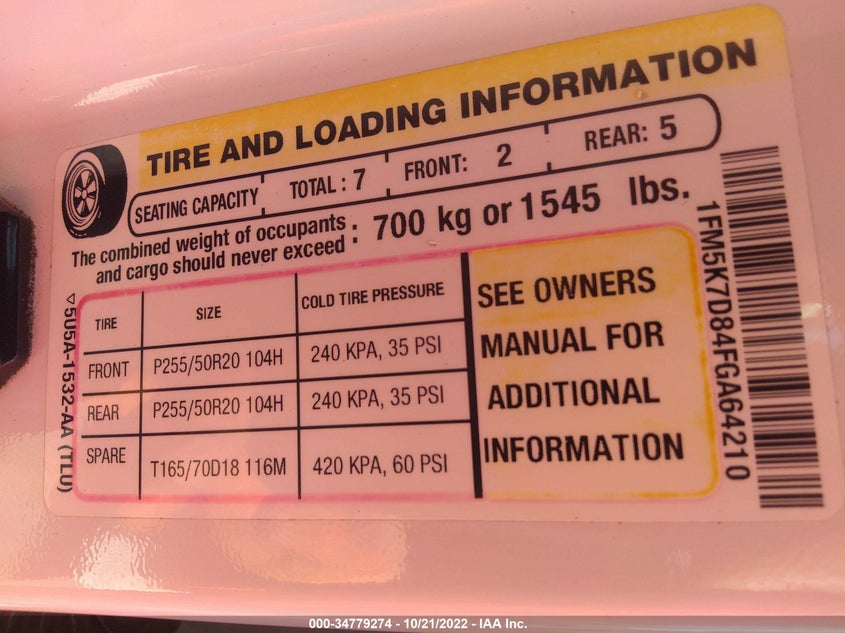 TIRE AND LOADING INFORMATION
SEATING CAPACITY TOTAL : 7 FRONT: 2 REAR: 5
The combined weight of occupants
and cargo should never exceed : 700 kg or 1545 lbs.
TIRE SIZE COLD TIRE PRESSURE
FRONT P255/50R20 104H 240 KPA, 35 PSI
REAR P255/50R20 104H 240 KPA, 35 PSI
SPARE T165/70D18 116M 420 KPA, 60 PSI
SEE OWNERS
MANUAL FOR
ADDITIONAL
INFORMATION
1FM5K7D84FGA64210
5U5A-1532-AA (TLU)
000-34779274 - 10/21/2022 - IAA Inc.